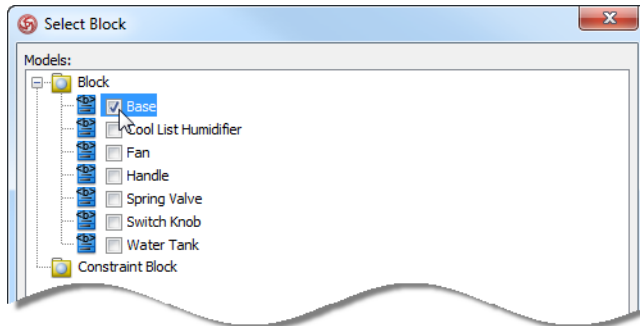 Select Block
Models:
Block
Base
Cool List Humidifier
Fan
Handle
Spring Valve
Switch Knob
Water Tank
Constraint Block